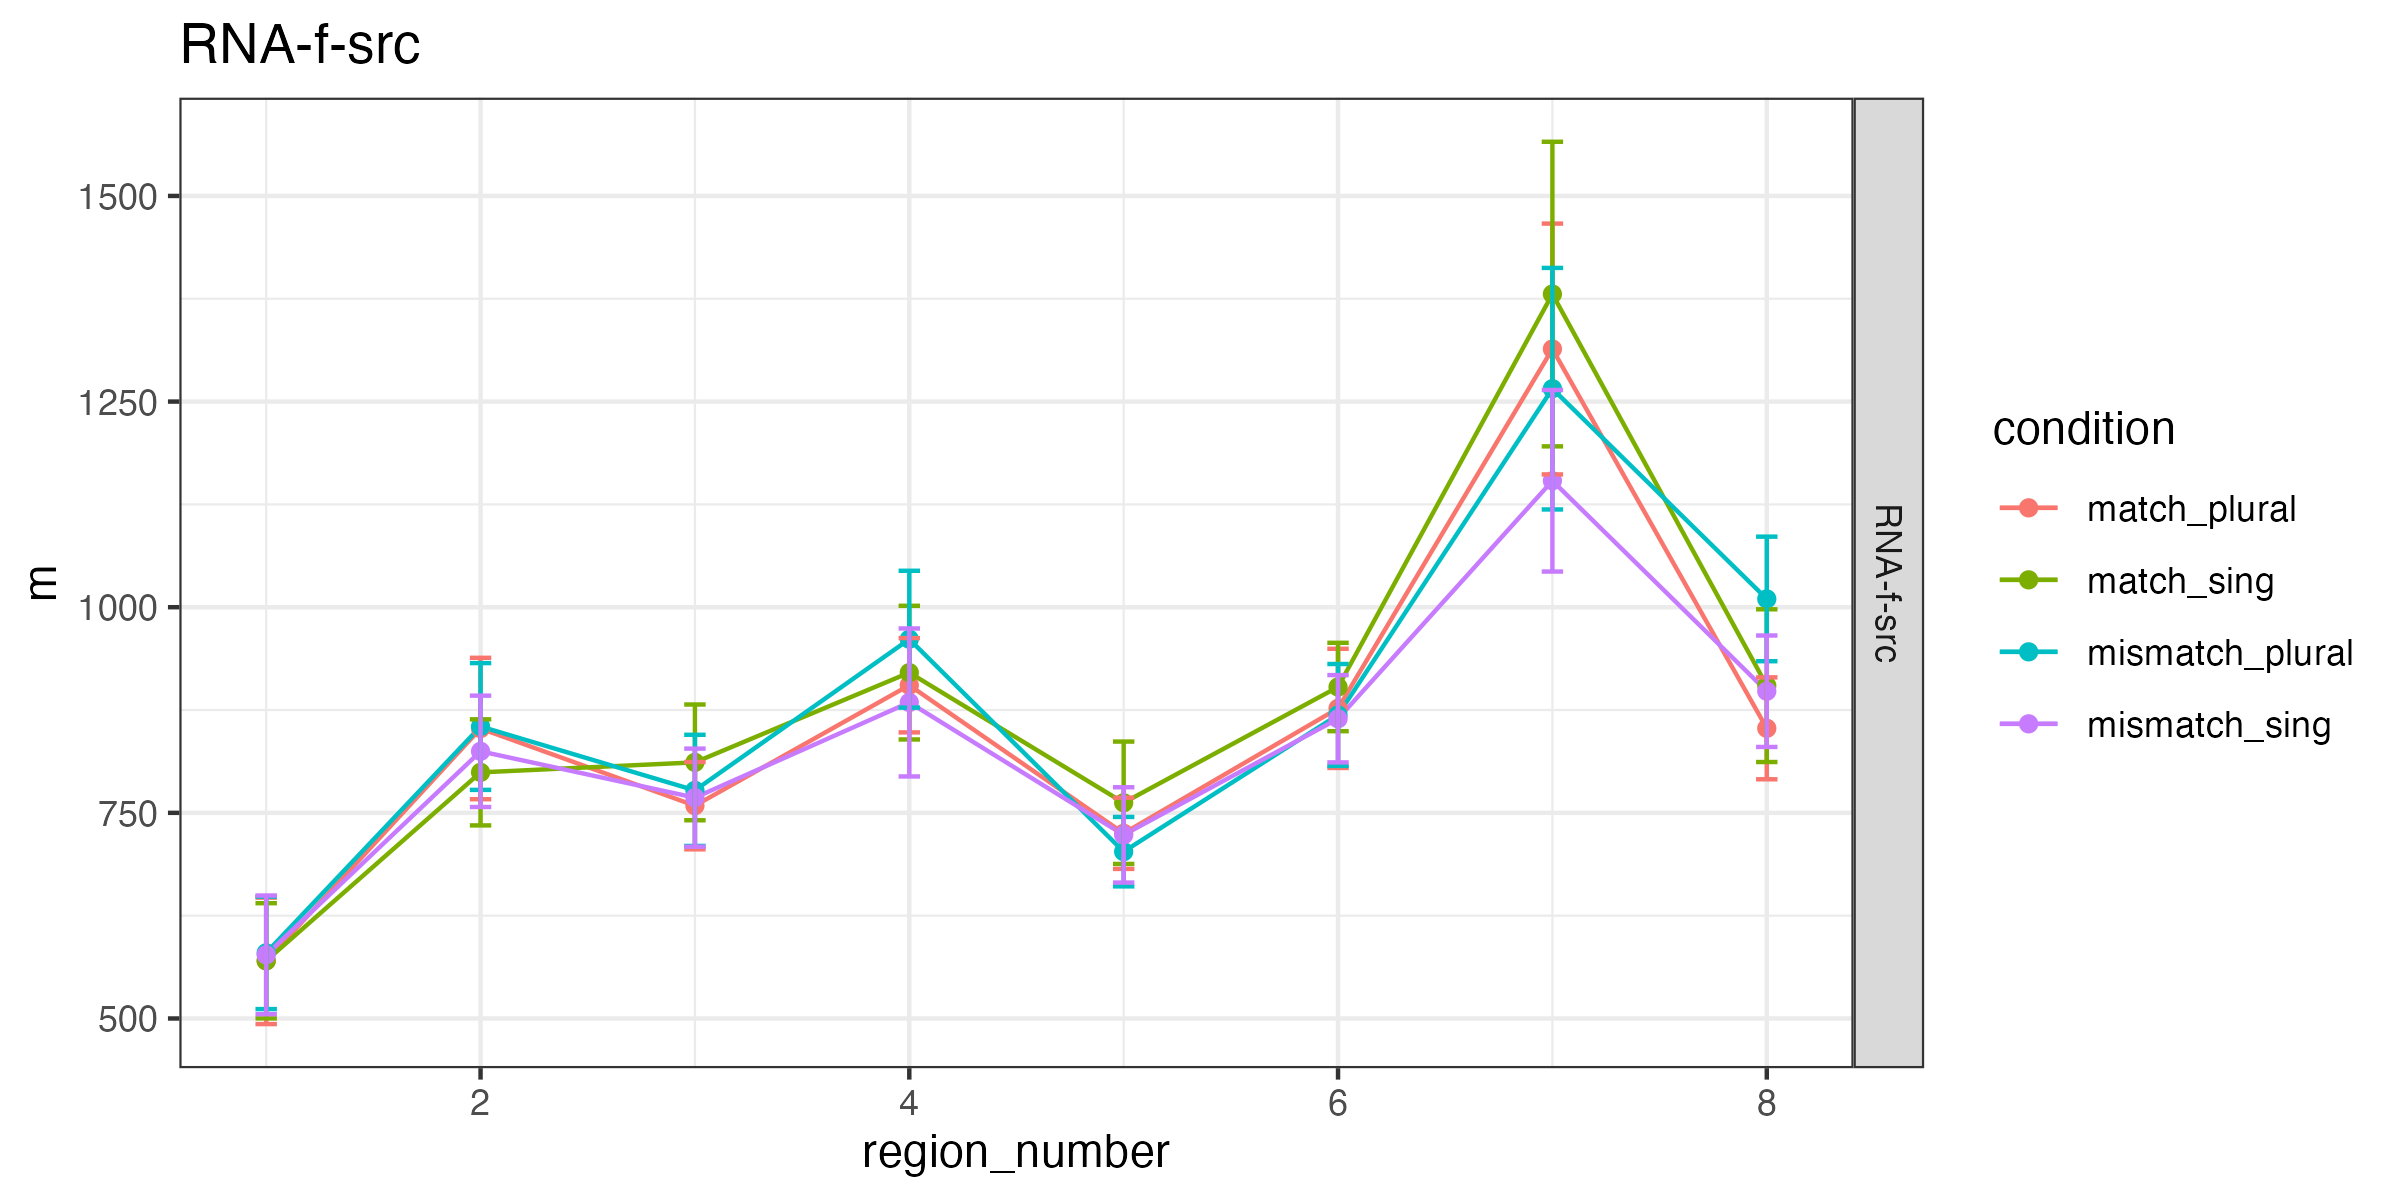 RNA-f-src
1500
1250
1000
750
500
m
2
4
6
8
region_number
RNA-f-src
condition
match_plural
match_sing
mismatch_plural
mismatch_sing